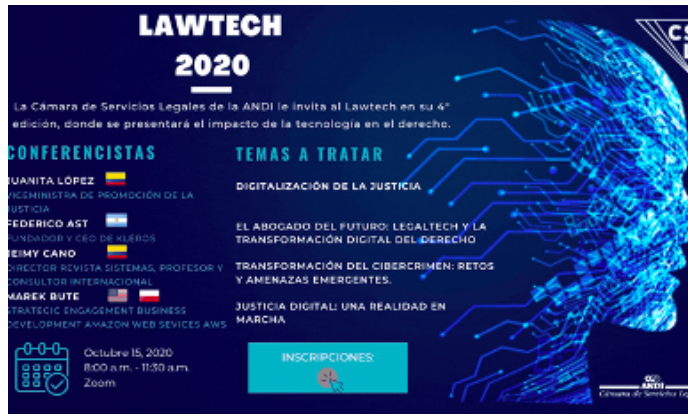 LAWTECH
2020
La Cámara de Servicios Legales de la ANDI le invita al Lawtech en su 4°
edición, donde se presentará el impacto de la tecnología en el derecho.
CONFERENCISTAS
JUANITA LÓPEZ
VICEMINISTRA DE PROMOCIÓN DE LA
JUSTICIA
FEDERICO AST
FUNDADOR Y CEO DE KLEROS
JEIMY CANO
DIRECTOR REVISTA SISTEMAS, PROFESOR Y
CONSULTOR INTERNACIONAL
MAREK BUTE
STRATEGIC ENGAGEMENT BUSINESS
DEVELOPMENT AMAZON WEB SEVICES AWS
TEMAS A TRATAR
DIGITALIZACIÓN DE LA JUSTICIA
EL ABOGADO DEL FUTURO: LEGALTECH Y LA
TRANSFORMACIÓN DIGITAL DEL DERECHO
TRANSFORMACIÓN DEL CIBERCRIMEN: RETOS
Y AMENAZAS EMERGENTES.
JUSTICIA DIGITAL: UNA REALIDAD EN
MARCHA
Octubre 15, 2020
8:00 a.m. - 11:30 a.m.
Zoom
INSCRIPCIONES:
CS
ANDI
Cámara de Servicios Le